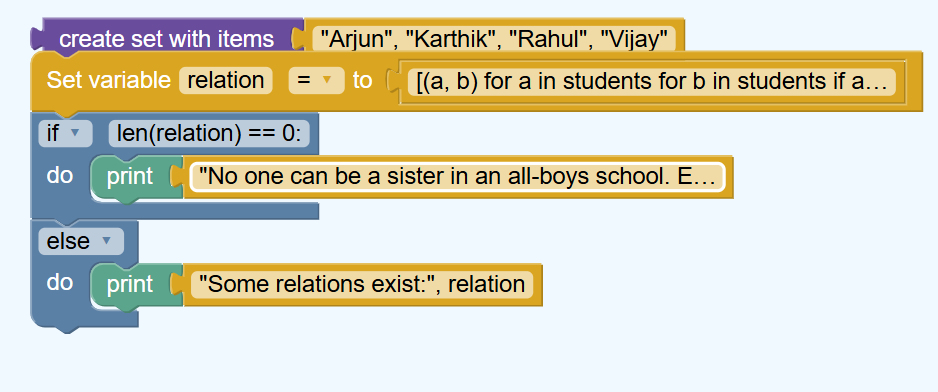 create set with items "Arjun", "Karthik", "Rahul", "Vijay"
Set variable relation = to [(a, b) for a in students for b in students if a...
if len(relation) == 0:
do print "No one can be a sister in an all-boys school. E...
else
do print "Some relations exist:", relation